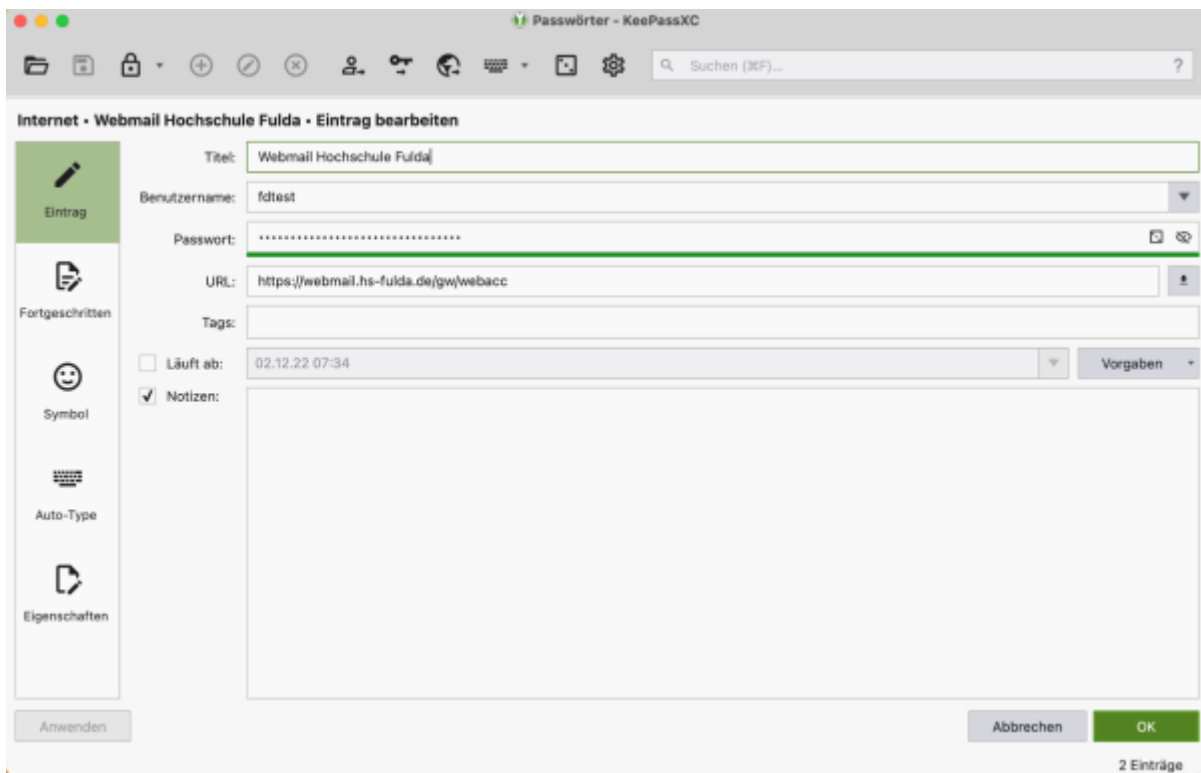 Passwörter - KeePassXC
Suchen (⌘F)...
?
Internet • Webmail Hochschule Fulda • Eintrag bearbeiten
Eintrag
Fortgeschritten
Symbol
Auto-Type
Eigenschaften
Titel: Webmail Hochschule Fulda
Benutzername: fdtest
Passwort: ••••••••••••••••••••••••••••••••
URL: https://webmail.hs-fulda.de/gw/webacc
Tags:
Läuft ab: 02.12.22 07:34 Vorgaben
Notizen:
Anwenden
Abbrechen OK
2 Einträge